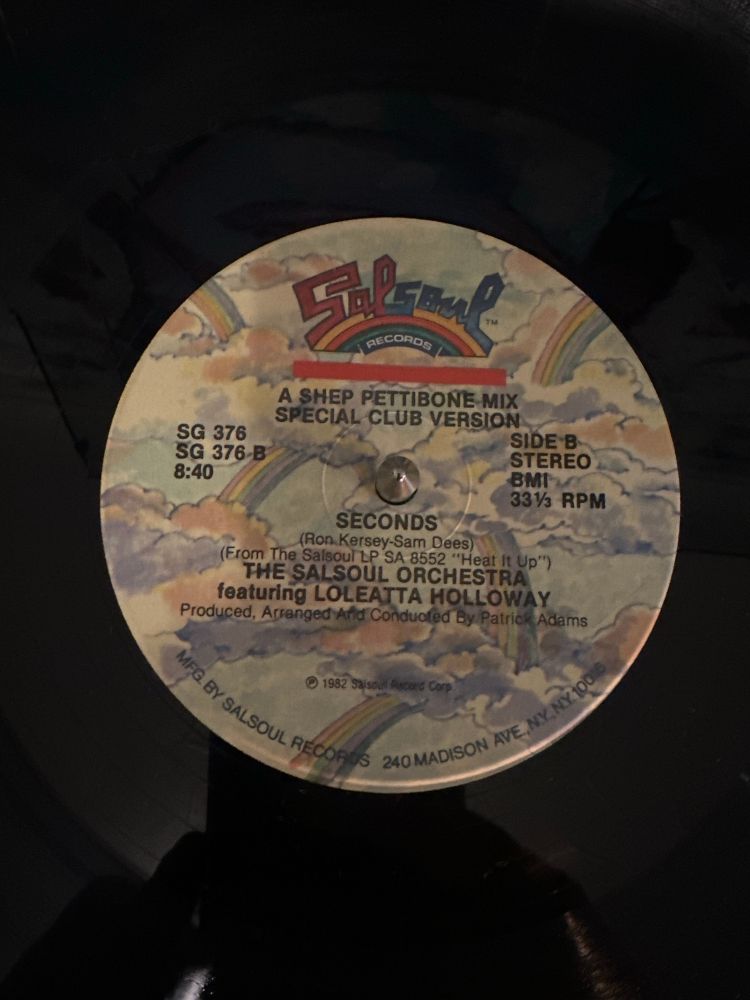 Salsoul
TM
RECORDS
A SHEP PETTIBONE MIX
SPECIAL CLUB VERSION
SG 376
SG 376-B
8:40
SIDE B
STEREO
BMI
33⅓ RPM
SECONDS
(Ron Kersey-Sam Dees)
(From The Salsoul LP SA 8552 "Heat It Up")
THE SALSOUL ORCHESTRA
featuring LOLEATTA HOLLOWAY
Produced, Arranged And Conducted By Patrick Adams
℗ 1982 Salsoul Record Corp
MFG. BY SALSOUL RECORDS 240 MADISON AVE., NY, NY